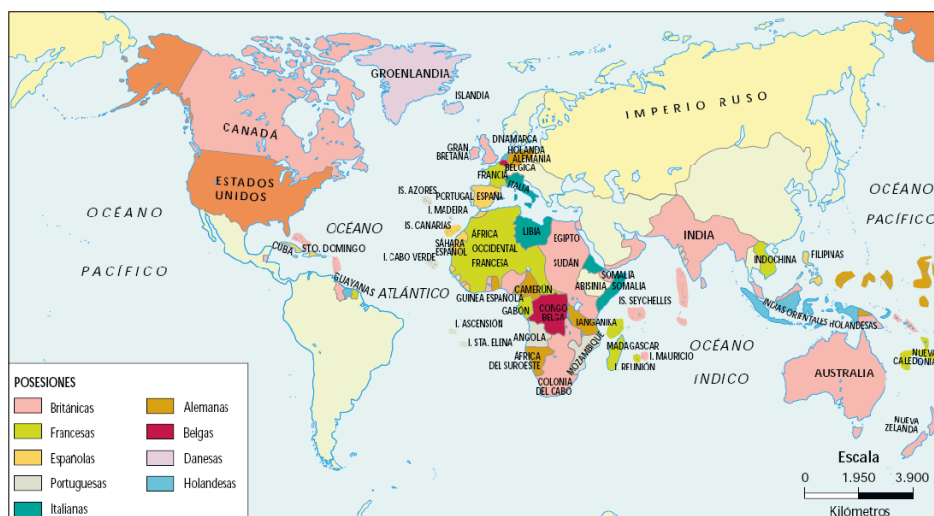 GROENLANDIA
ISLANDIA
IMPERIO RUSO
CANADÁ
DINAMARCA
HOLANDA
GRAN
BRETAÑA
ALEMANIA
BÉLGICA
FRANCIA
ITALIA
ESTADOS
UNIDOS
IS. AZORES
PORTUGAL
ESPAÑA
OCÉANO
PACÍFICO
I. MADEIRA
OCÉANO
ATLÁNTICO
IS. CANARIAS
ÁFRICA
OCCIDENTAL
FRANCESA
LIBIA
EGIPTO
INDIA
OCÉANO
PACÍFICO
CUBA
STO. DOMINGO
SÁHARA
ESPAÑOL
I. CABO VERDE
SUDÁN
SOMALIA
INDOCHINA
FILIPINAS
GUAYANAS
ABISINIA
SOMALIA
CAMERÚN
GUINEA ESPAÑOLA
GABÓN
CONGO
BELGA
IS. SEYCHELLES
INDIAS ORIENTALES HOLANDESAS
I. ASCENSION
TANGANIKA
I. STA. ELENA
ANGOLA
MOZAMBIQUE
MADAGASCAR
I. MAURICIO
I. REUNIÓN
OCÉANO
ÍNDICO
ÁFRICA
DEL SUROESTE
COLONIA
DEL CABO
AUSTRALIA
NUEVA
CALEDONIA
NUEVA
ZELANDA
POSESIONES
Británicas
Francesas
Españolas
Portuguesas
Italianas
Alemanas
Belgas
Danesas
Holandesas
Escala
0 1.950 3.900
Kilómetros